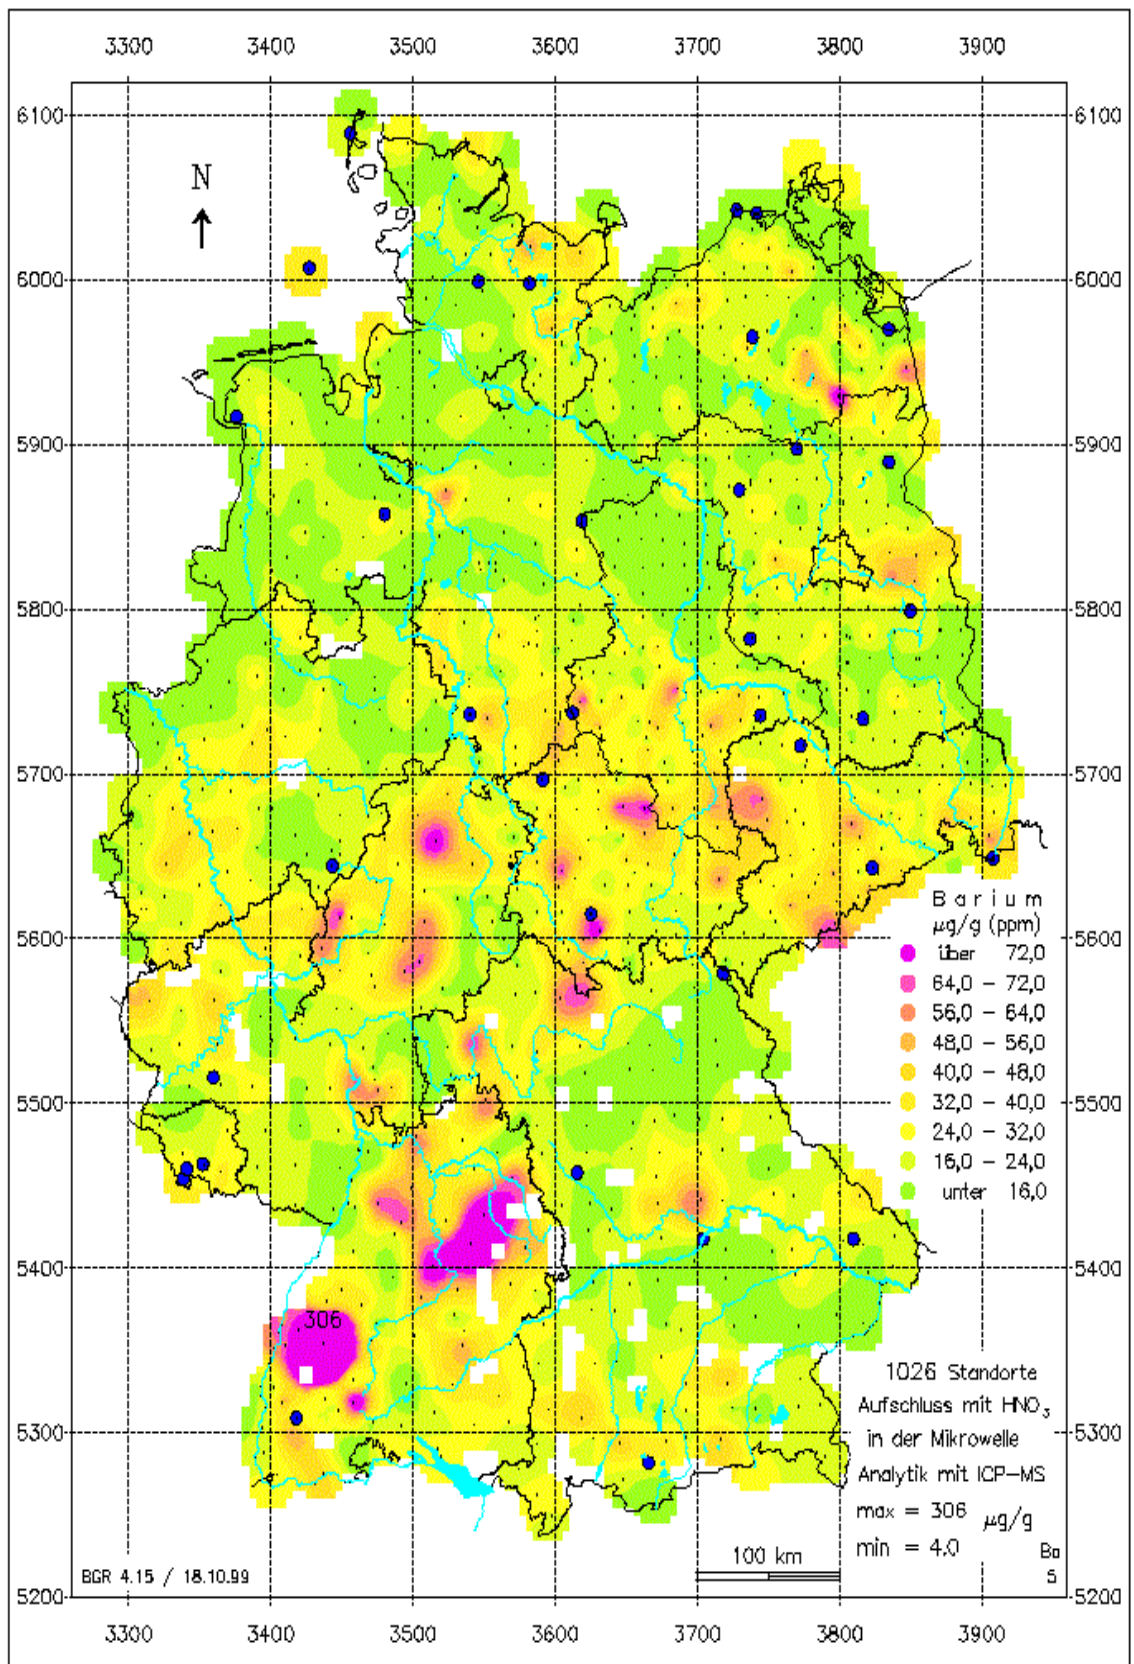 3300 3400 3500 3600 3700 3800 3900
6100 6100
N
6000 6000
5900 5900
5800 5800
5700 5700
Barium
µg/g (ppm)
5600 5600
über 72,0
64,0 – 72,0
56,0 – 64,0
48,0 – 56,0
40,0 – 48,0
32,0 – 40,0
5500 5500
24,0 – 32,0
16,0 – 24,0
unter 16,0
5400 5400
306
1026 Standorte
Aufschluss mit HNO₃
in der Mikrowelle
5300 5300
Analytik mit ICP–MS
max = 306 µg/g
min = 4.0
100 km
Ba
5
BGR 4.15 / 18.10.99
5200 5200
3300 3400 3500 3600 3700 3800 3900